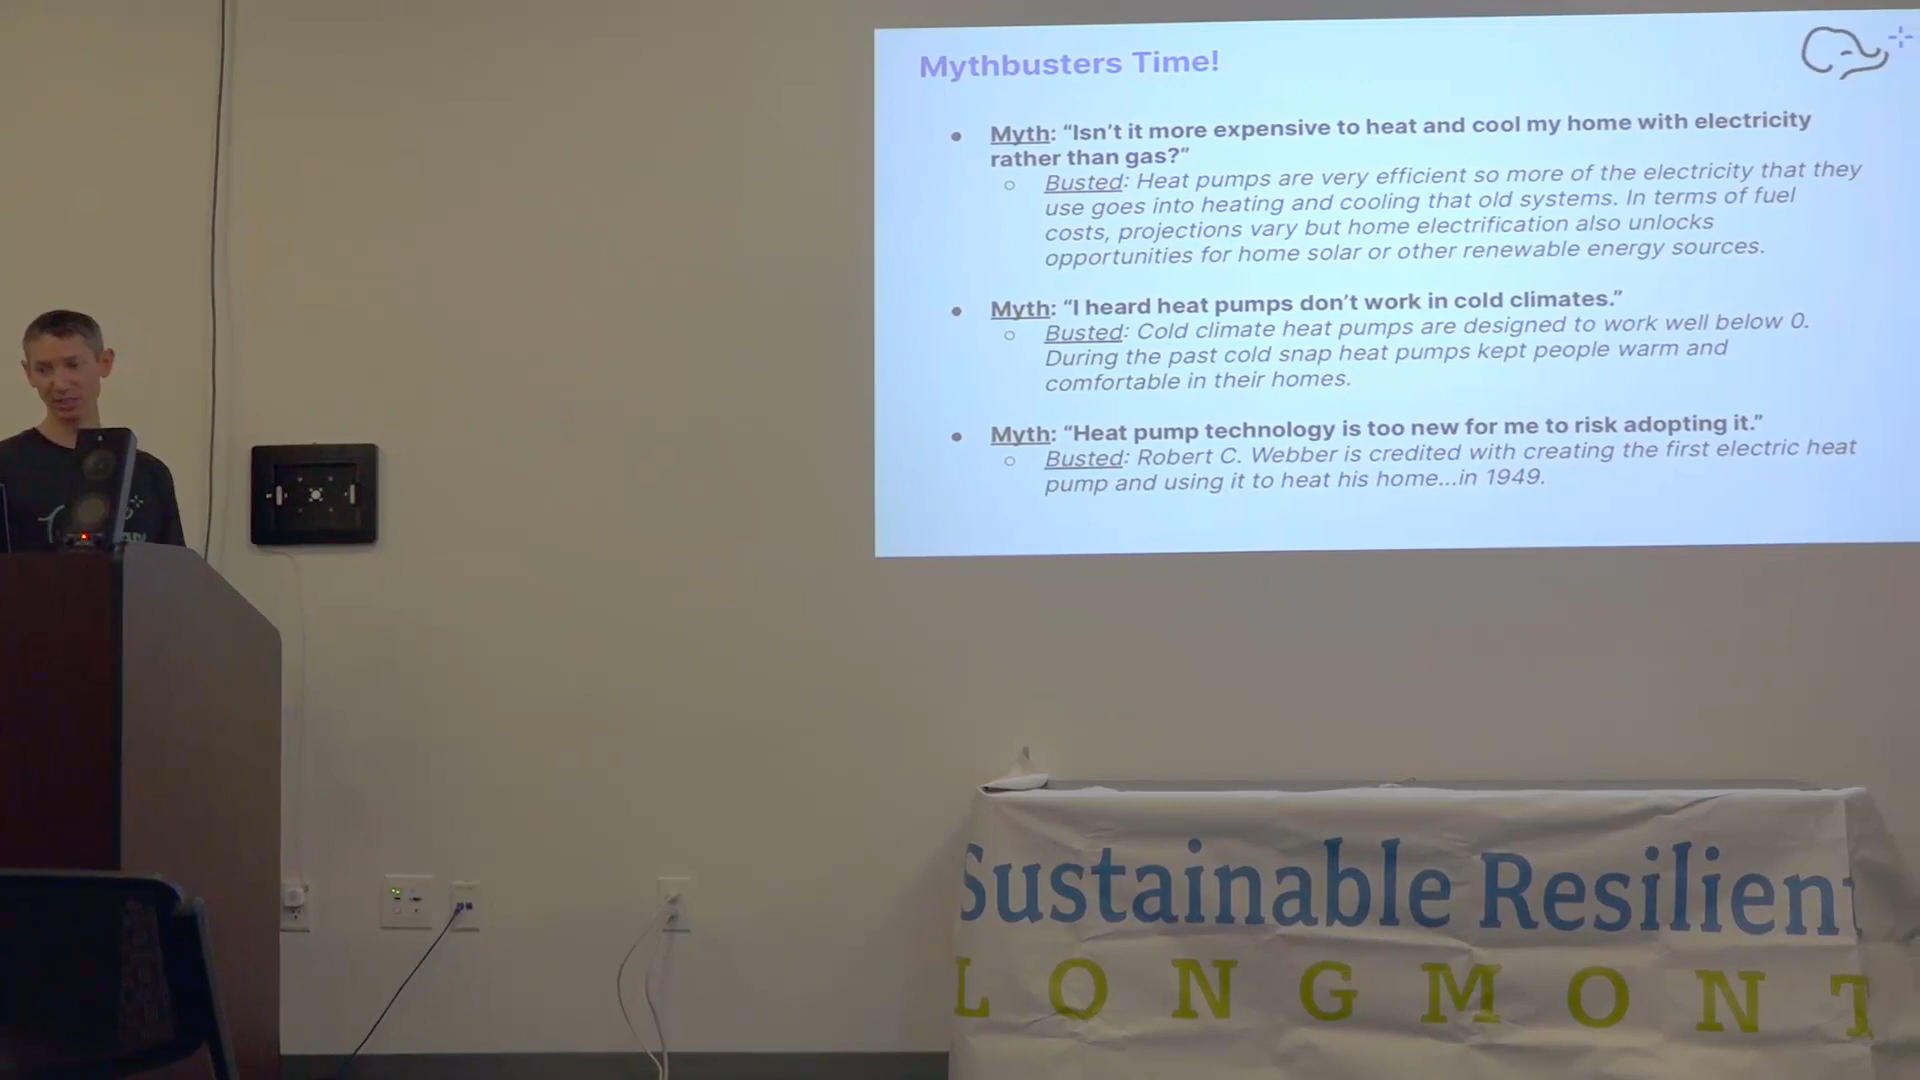 Mythbusters Time!
Myth: “Isn’t it more expensive to heat and cool my home with electricity
rather than gas?”
Busted: Heat pumps are very efficient so more of the electricity that they
use goes into heating and cooling that old systems. In terms of fuel
costs, projections vary but home electrification also unlocks
opportunities for home solar or other renewable energy sources.
Myth: “I heard heat pumps don’t work in cold climates.”
Busted: Cold climate heat pumps are designed to work well below 0.
During the past cold snap heat pumps kept people warm and
comfortable in their homes.
Myth: “Heat pump technology is too new for me to risk adopting it.”
Busted: Robert C. Webber is credited with creating the first electric heat
pump and using it to heat his home...in 1949.
Sustainable Resilient
LONGMONT